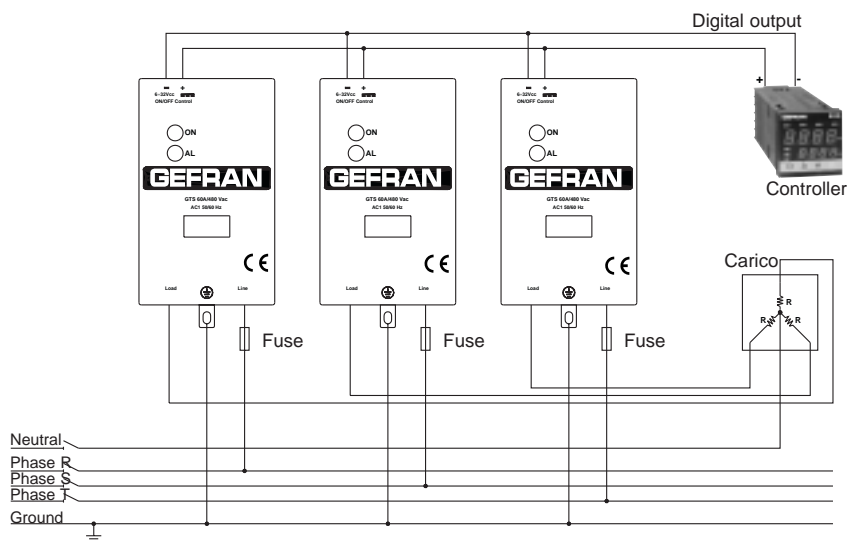 Digital output
- +
6÷32Vcc
ON/OFF Control
ON
AL
GEFRAN
GTS 60A/480 Vac
AC1 50/60 Hz
CE
Load
Line
Fuse
- +
6÷32Vcc
ON/OFF Control
ON
AL
GEFRAN
GTS 60A/480 Vac
AC1 50/60 Hz
CE
Load
Line
Fuse
- +
6÷32Vcc
ON/OFF Control
ON
AL
GEFRAN
GTS 60A/480 Vac
AC1 50/60 Hz
CE
Load
Line
Fuse
+ -
Controller
Carico
R
R
R
Neutral
Phase R
Phase S
Phase T
Ground